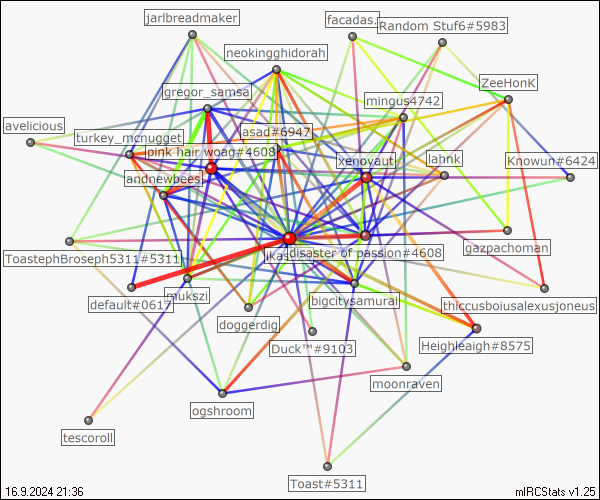 jarlbreadmaker
facadas.
Random Stuf6#5983
neokingghidorah
ZeeHonK
gregor_samsa
mingus4742
avelicious
turkey_mcnugget
asad#6947
pink hair woag#4608
xenoyaut
lahnk
Knowun#6424
andnewbees
ToastephBroseph5311#5311
disaster of passion#4608
gazpachoman
default#0617
mukszi
bigcitysamurai
thiccusboiusalexusjoneus
doggerdig
Duck™#9103
Heighleaigh#8575
moonraven
ogshroom
tescoroll
Toast#5311
16.9.2024 21:36
mIRCStats v1.25